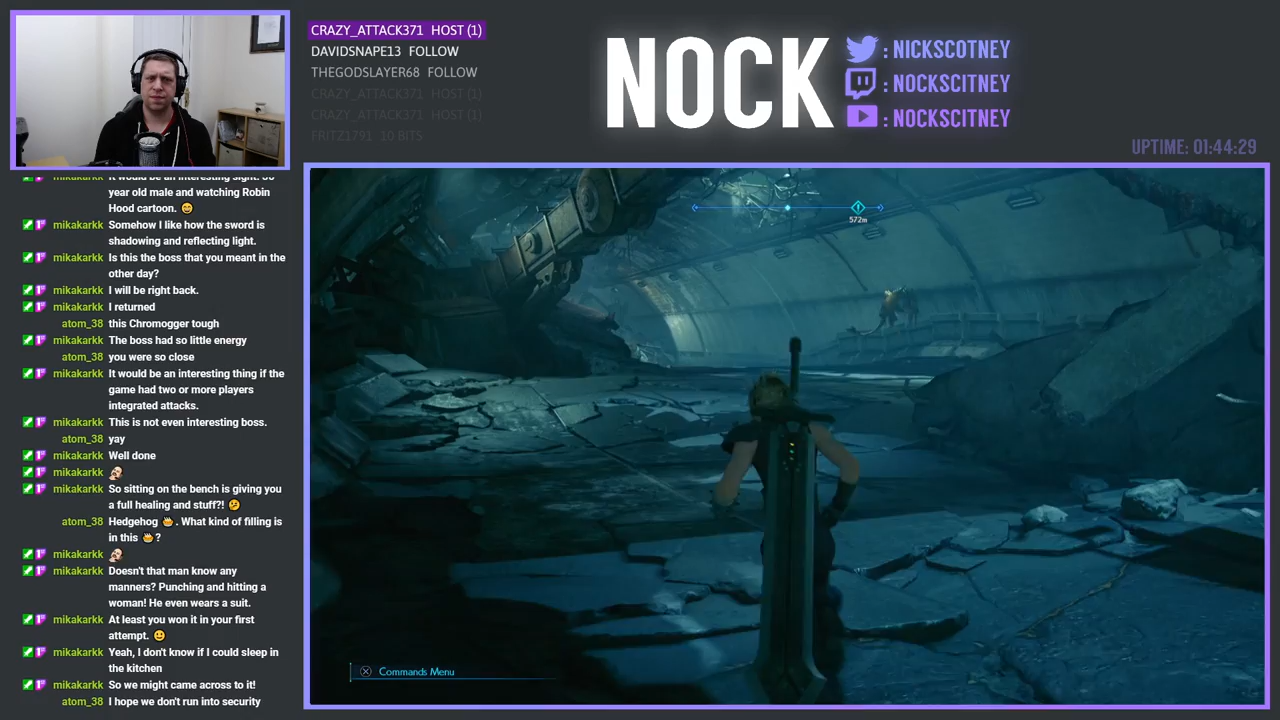 CRAZY_ATTACK371 HOST (1)
DAVIDSNAPE13 FOLLOW
THEGODSLAYER68 FOLLOW
CRAZY_ATTACK371 HOST (1)
CRAZY_ATTACK371 HOST (1)
FRITZ1791 10 BITS
NOCK
: NICKSCOTNEY
: NOCKSCITNEY
: NOCKSCITNEY
UPTIME: 01:44:29
572m
mikakarkk It would be an interesting sight. 
year old male and watching Robin
Hood cartoon. 😄
mikakarkk Somehow I like how the sword is
shadowing and reflecting light.
mikakarkk Is this the boss that you meant in the
other day?
mikakarkk I will be right back.
mikakarkk I returned
atom_38 this Chromogger tough
mikakarkk The boss had so little energy
atom_38 you were so close
mikakarkk It would be an interesting thing if the
game had two or more players
integrated attacks.
mikakarkk This is not even interesting boss.
atom_38 yay
mikakarkk Well done
mikakarkk
mikakarkk So sitting on the bench is giving you
a full healing and stuff?! 🤔
atom_38 Hedgehog . What kind of filling is
in this ?
mikakarkk
mikakarkk Doesn't that man know any
manners? Punching and hitting a
woman! He even wears a suit.
mikakarkk At least you won it in your first
attempt. 🙂
mikakarkk Yeah, I don't know if I could sleep in
the kitchen
mikakarkk So we might came across to it!
atom_38 I hope we don't run into security
Commands Menu